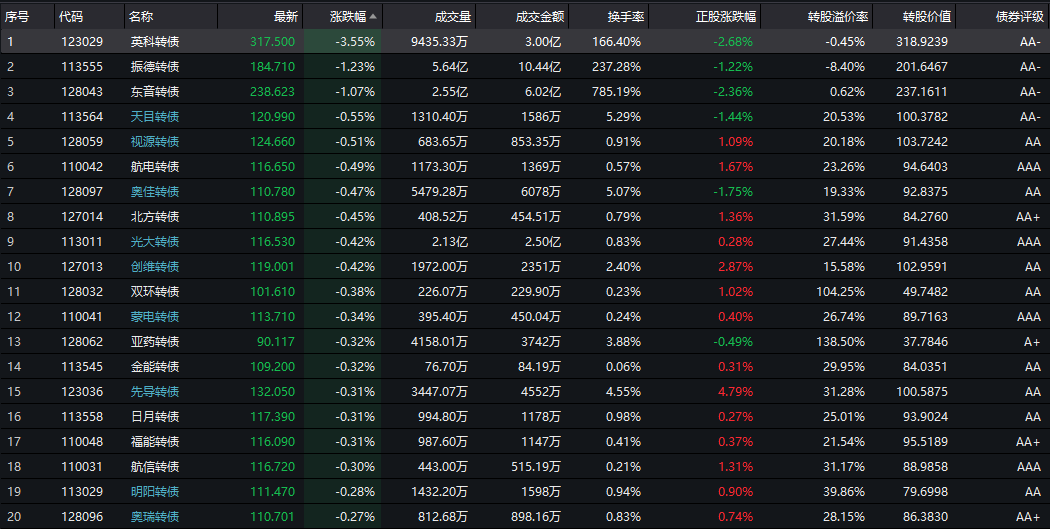 序号 代码 名称 最新 涨跌幅 成交量 成交金额 换手率 正股涨跌幅 转股溢价率 转股价值 债券评级
1 123029 英科转债 317.500 -3.55% 9435.33万 3.00亿 166.40% -2.68% -0.45% 318.9239 AA-
2 113555 振德转债 184.710 -1.23% 5.64亿 10.44亿 237.28% -1.22% -8.40% 201.6467 AA-
3 128043 东音转债 238.623 -1.07% 2.55亿 6.02亿 785.19% -2.36% 0.62% 237.1611 AA-
4 113564 天目转债 120.990 -0.55% 1310.40万 1586万 5.29% -1.44% 20.53% 100.3782 AA-
5 128059 视源转债 124.660 -0.51% 683.65万 853.35万 0.91% 1.09% 20.18% 103.7242 AA
6 110042 航电转债 116.650 -0.49% 1173.30万 1369万 0.57% 1.67% 23.26% 94.6403 AAA
7 128097 奥佳转债 110.780 -0.47% 5479.28万 6078万 5.07% -1.75% 19.33% 92.8375 AA
8 127014 北方转债 110.895 -0.45% 408.52万 454.51万 0.79% 1.36% 31.59% 84.2760 AA+
9 113011 光大转债 116.530 -0.42% 2.13亿 2.50亿 0.83% 0.28% 27.44% 91.4358 AAA
10 127013 创维转债 119.001 -0.42% 1972.00万 2351万 2.40% 2.87% 15.58% 102.9591 AA
11 128032 双环转债 101.610 -0.38% 226.07万 229.90万 0.23% 1.02% 104.25% 49.7482 AA
12 110041 蒙电转债 113.710 -0.34% 395.40万 450.04万 0.24% 0.40% 26.74% 89.7163 AAA
13 128062 亚药转债 90.117 -0.32% 4158.01万 3742万 3.88% -0.49% 138.50% 37.7846 A+
14 113545 金能转债 109.200 -0.32% 76.70万 84.19万 0.06% 0.31% 29.95% 84.0351 AA
15 123036 先导转债 132.050 -0.31% 3447.07万 4552万 4.55% 4.79% 31.28% 100.5875 AA
16 113558 日月转债 117.390 -0.31% 994.80万 1178万 0.98% 0.27% 25.01% 93.9024 AA
17 110048 福能转债 116.090 -0.31% 987.60万 1147万 0.41% 0.37% 21.54% 95.5189 AA+
18 110031 航信转债 116.720 -0.30% 443.00万 515.19万 0.21% 1.31% 31.17% 88.9858 AAA
19 113029 明阳转债 111.470 -0.28% 1432.20万 1598万 0.94% 0.90% 39.86% 79.6998 AA
20 128096 奥瑞转债 110.701 -0.27% 812.68万 898.16万 0.83% 0.74% 28.15% 86.3830 AA+